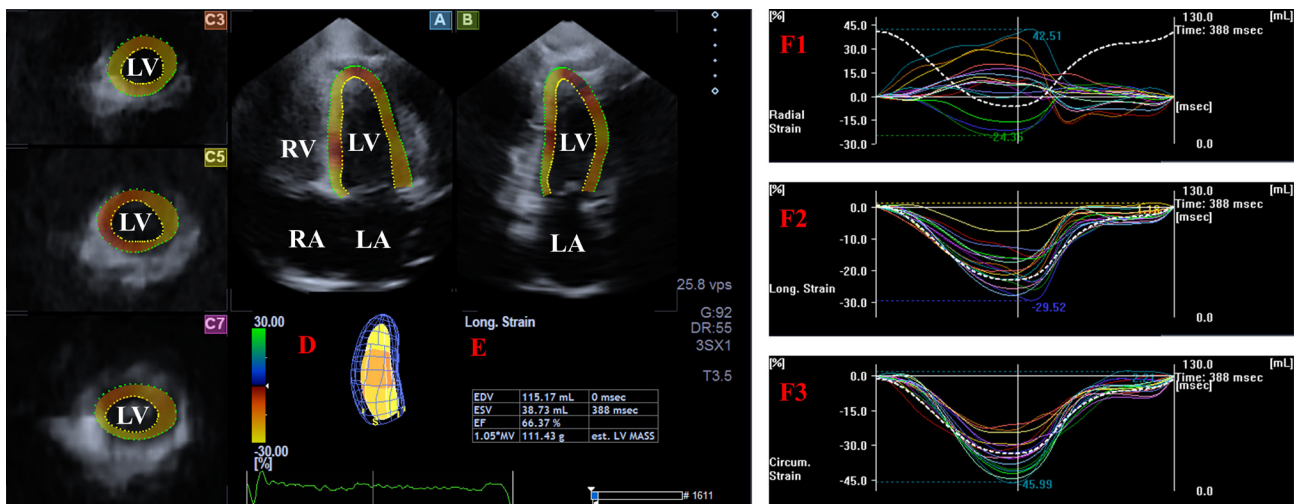 C3
LV
C5
LV
C7
LV
A
RV
LV
RA
LA
B
LV
LA
25.8 vps
G:92
DR:55
3SX1
T3.5
30.00
-30.00
[%]
D
S
Long. Strain
E
EDV 115.17 mL 0 msec
ESV 38.73 mL 388 msec
EF 66.37 %
1.05*MV 111.43 g est. LV MASS
# 1611
[%]
45.0
30.0
15.0
0.0
-15.0
-30.0
Radial
Strain
F1
42.51
130.0 [mL]
Time: 388 msec
[msec]
0.0
[%]
0.0
-10.0
-20.0
-30.0
Long. Strain
F2
1.18
-29.52
130.0 [mL]
Time: 388 msec
[msec]
0.0
[%]
0.0
-15.0
-30.0
-45.0
Circum.
Strain
F3
-45.99
130.0 [mL]
Time: 388 msec
[msec]
0.0